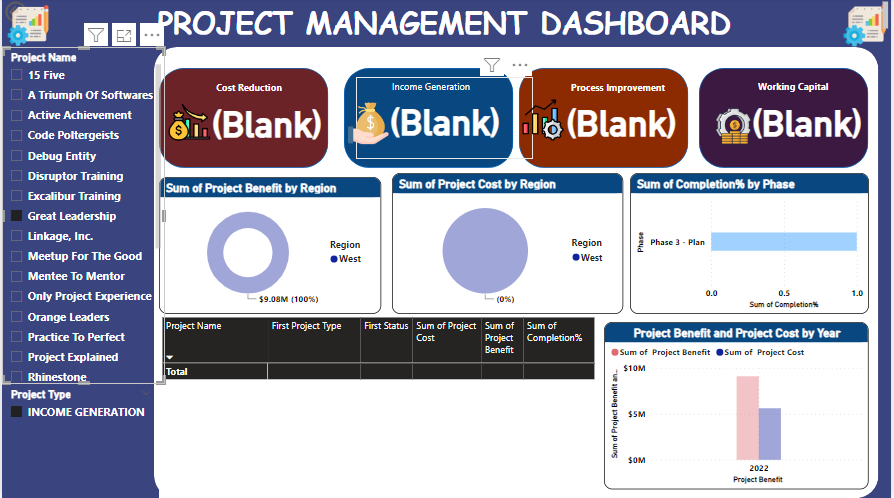 PROJECT MANAGEMENT DASHBOARD
Project Name
15 Five
A Triumph Of Softwares
Active Achievement
Code Poltergeists
Debug Entity
Disruptor Training
Excalibur Training
Great Leadership
Linkage, Inc.
Meetup For The Good
Mentee To Mentor
Only Project Experience
Orange Leaders
Practice To Perfect
Project Explained
Rhinestone
Project Type
INCOME GENERATION
Cost Reduction
(Blank)
Income Generation
(Blank)
Process Improvement
(Blank)
Working Capital
(Blank)
Sum of Project Benefit by Region
Region
West
$9.08M (100%)
Sum of Project Cost by Region
Region
West
(0%)
Sum of Completion% by Phase
Phase
Phase 3 - Plan
0.0 0.5 1.0
Sum of Completion%
Project Name First Project Type First Status Sum of Project Cost Sum of Project Benefit Sum of Completion%
Total
Project Benefit and Project Cost by Year
Sum of Project Benefit Sum of Project Cost
Sum of Project Benefit an...
$10M
$5M
$0M
2022
Project Benefit